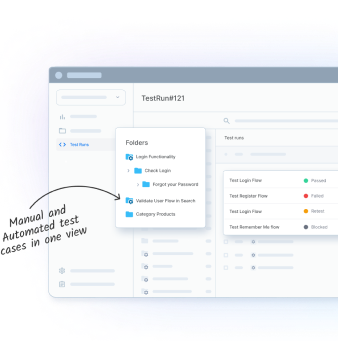 TestRun#121
Test Runs
Folders
Login Functionality
Check Login
Forgot your Password
Validate User Flow in Search
Category Products
Test runs
Test Login Flow Passed
Test Register Flow Failed
Test Login Flow Retest
Test Remember Me flow Blocked
Manual and
Automated test
cases in one view